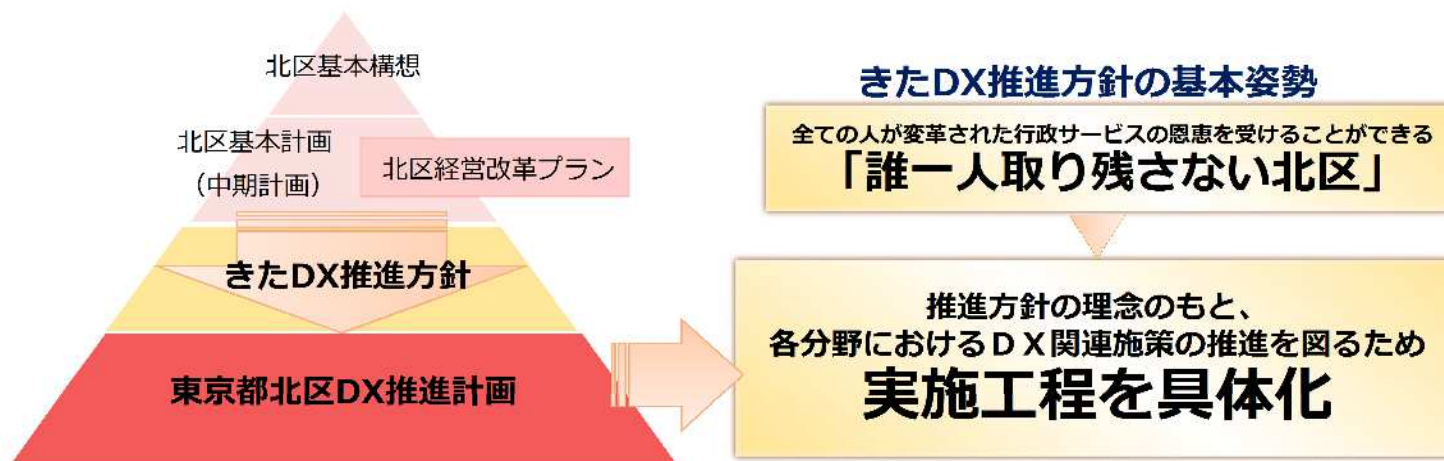 北区基本構想
北区基本計画
（中期計画）
北区経営改革プラン
きたDX推進方針
東京都北区DX推進計画
きたDX推進方針の基本姿勢
全ての人が変革された行政サービスの恩恵を受けることができる
「誰一人取り残さない北区」
推進方針の理念のもと、
各分野におけるＤＸ関連施策の推進を図るため
実施工程を具体化